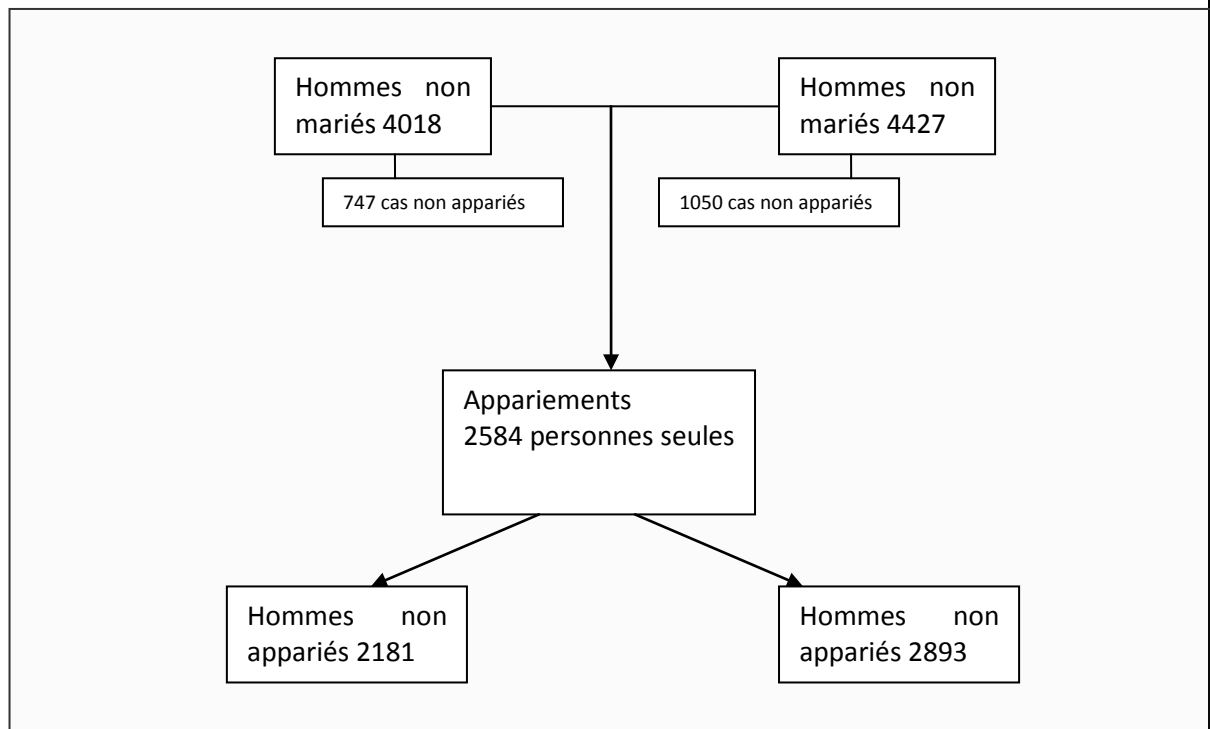 Hommes non
mariés 4018
Hommes non
mariés 4427
747 cas non appariés
1050 cas non appariés
Appariements
2584 personnes seules
Hommes non
appariés 2181
Hommes non
appariés 2893